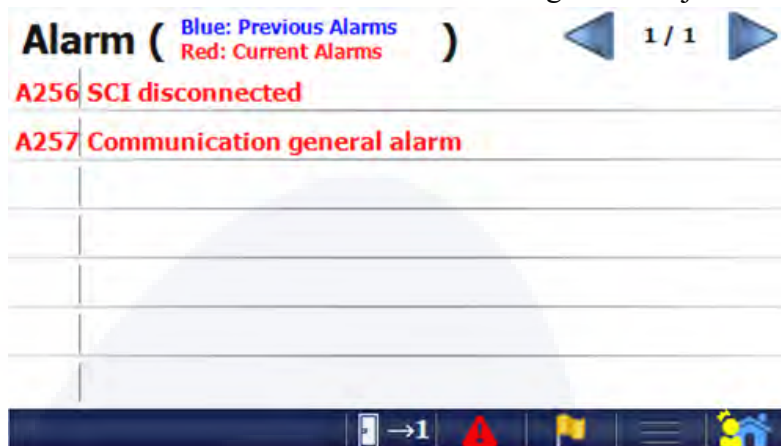 Alarm ( Blue: Previous Alarms )
Red: Current Alarms
1 / 1
A256 SCI disconnected
A257 Communication general alarm
→1